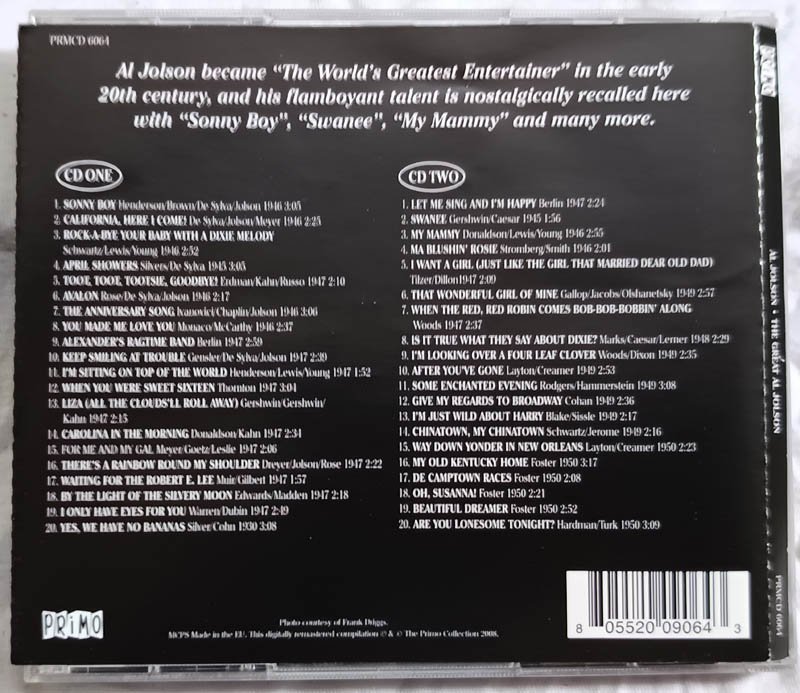 PRMCD 6064
Al Jolson became "The World's Greatest Entertainer" in the early
20th century, and his flamboyant talent is nostalgically recalled here
with "Sonny Boy", "Swanee", "My Mammy" and many more.
CD ONE
1. SONNY BOY Henderson/Brown/De Sylva/Jolson 1946 3:05
2. CALIFORNIA, HERE I COME! De Sylva/Jolson/Meyer 1946 2:25
3. ROCK-A-BYE YOUR BABY WITH A DIXIE MELODY
Schwartz/Lewis/Young 1946 2:52
4. APRIL SHOWERS Silvers/De Sylva 1945 3:05
5. TOOT, TOOT, TOOTSIE, GOODBYE! Erdman/Kahn/Russo 1947 2:10
6. AVALON Rose/De Sylva/Jolson 1946 2:17
7. THE ANNIVERSARY SONG Ivanovici/Chaplin/Jolson 1946 3:06
8. YOU MADE ME LOVE YOU Monaco/McCarthy 1946 2:37
9. ALEXANDER'S RAGTIME BAND Berlin 1947 2:59
10. KEEP SMILING AT TROUBLE Gensler/De Sylva/Jolson 1947 2:39
11. I'M SITTING ON TOP OF THE WORLD Henderson/Lewis/Young 1947 1:52
12. WHEN YOU WERE SWEET SIXTEEN Thornton 1947 3:04
13. LIZA (ALL THE CLOUDS'LL ROLL AWAY) Gershwin/Gershwin/
Kahn 1947 2:15
14. CAROLINA IN THE MORNING Donaldson/Kahn 1947 2:34
15. FOR ME AND MY GAL Meyer/Goetz/Leslie 1947 2:06
16. THERE'S A RAINBOW ROUND MY SHOULDER Dreyer/Jolson/Rose 1947 2:22
17. WAITING FOR THE ROBERT E. LEE Muir/Gilbert 1947 1:57
18. BY THE LIGHT OF THE SILVERY MOON Edwards/Madden 1947 2:18
19. I ONLY HAVE EYES FOR YOU Warren/Dubin 1947 2:49
20. YES, WE HAVE NO BANANAS Silver/Cohn 1930 3:08
CD TWO
1. LET ME SING AND I'M HAPPY Berlin 1947 2:24
2. SWANEE Gershwin/Caesar 1945 1:56
3. MY MAMMY Donaldson/Lewis/Young 1946 2:55
4. MA BLUSHIN' ROSIE Stromberg/Smith 1946 2:01
5. I WANT A GIRL (JUST LIKE THE GIRL THAT MARRIED DEAR OLD DAD)
Tilzer/Dillon1947 2:09
6. THAT WONDERFUL GIRL OF MINE Gallop/Jacobs/Olshanetsky 1949 2:57
7. WHEN THE RED, RED ROBIN COMES BOB-BOB-BOBBIN' ALONG
Woods 1947 2:37
8. IS IT TRUE WHAT THEY SAY ABOUT DIXIE? Marks/Caesar/Lerner 1948 2:29
9. I'M LOOKING OVER A FOUR LEAF CLOVER Woods/Dixon 1949 2:35
10. AFTER YOU'VE GONE Layton/Creamer 1949 2:53
11. SOME ENCHANTED EVENING Rodgers/Hammerstein 1949 3:08
12. GIVE MY REGARDS TO BROADWAY Cohan 1949 2:36
13. I'M JUST WILD ABOUT HARRY Blake/Sissle 1949 2:17
14. CHINATOWN, MY CHINATOWN Schwartz/Jerome 1949 2:16
15. WAY DOWN YONDER IN NEW ORLEANS Layton/Creamer 1950 2:23
16. MY OLD KENTUCKY HOME Foster 1950 3:17
17. DE CAMPTOWN RACES Foster 1950 2:08
18. OH, SUSANNA! Foster 1950 2:21
19. BEAUTIFUL DREAMER Foster 1950 2:52
20. ARE YOU LONESOME TONIGHT? Hardman/Turk 1950 3:09
PRiMO
Photo courtesy of Frank Driggs.
MCPS Made in the EU. This digitally remastered compilation ℗ & © The Primo Collection 2008.
8 05520 09064 3
PRiMO
AL JOLSON • THE GREAT AL JOLSON
PRMCD 6064